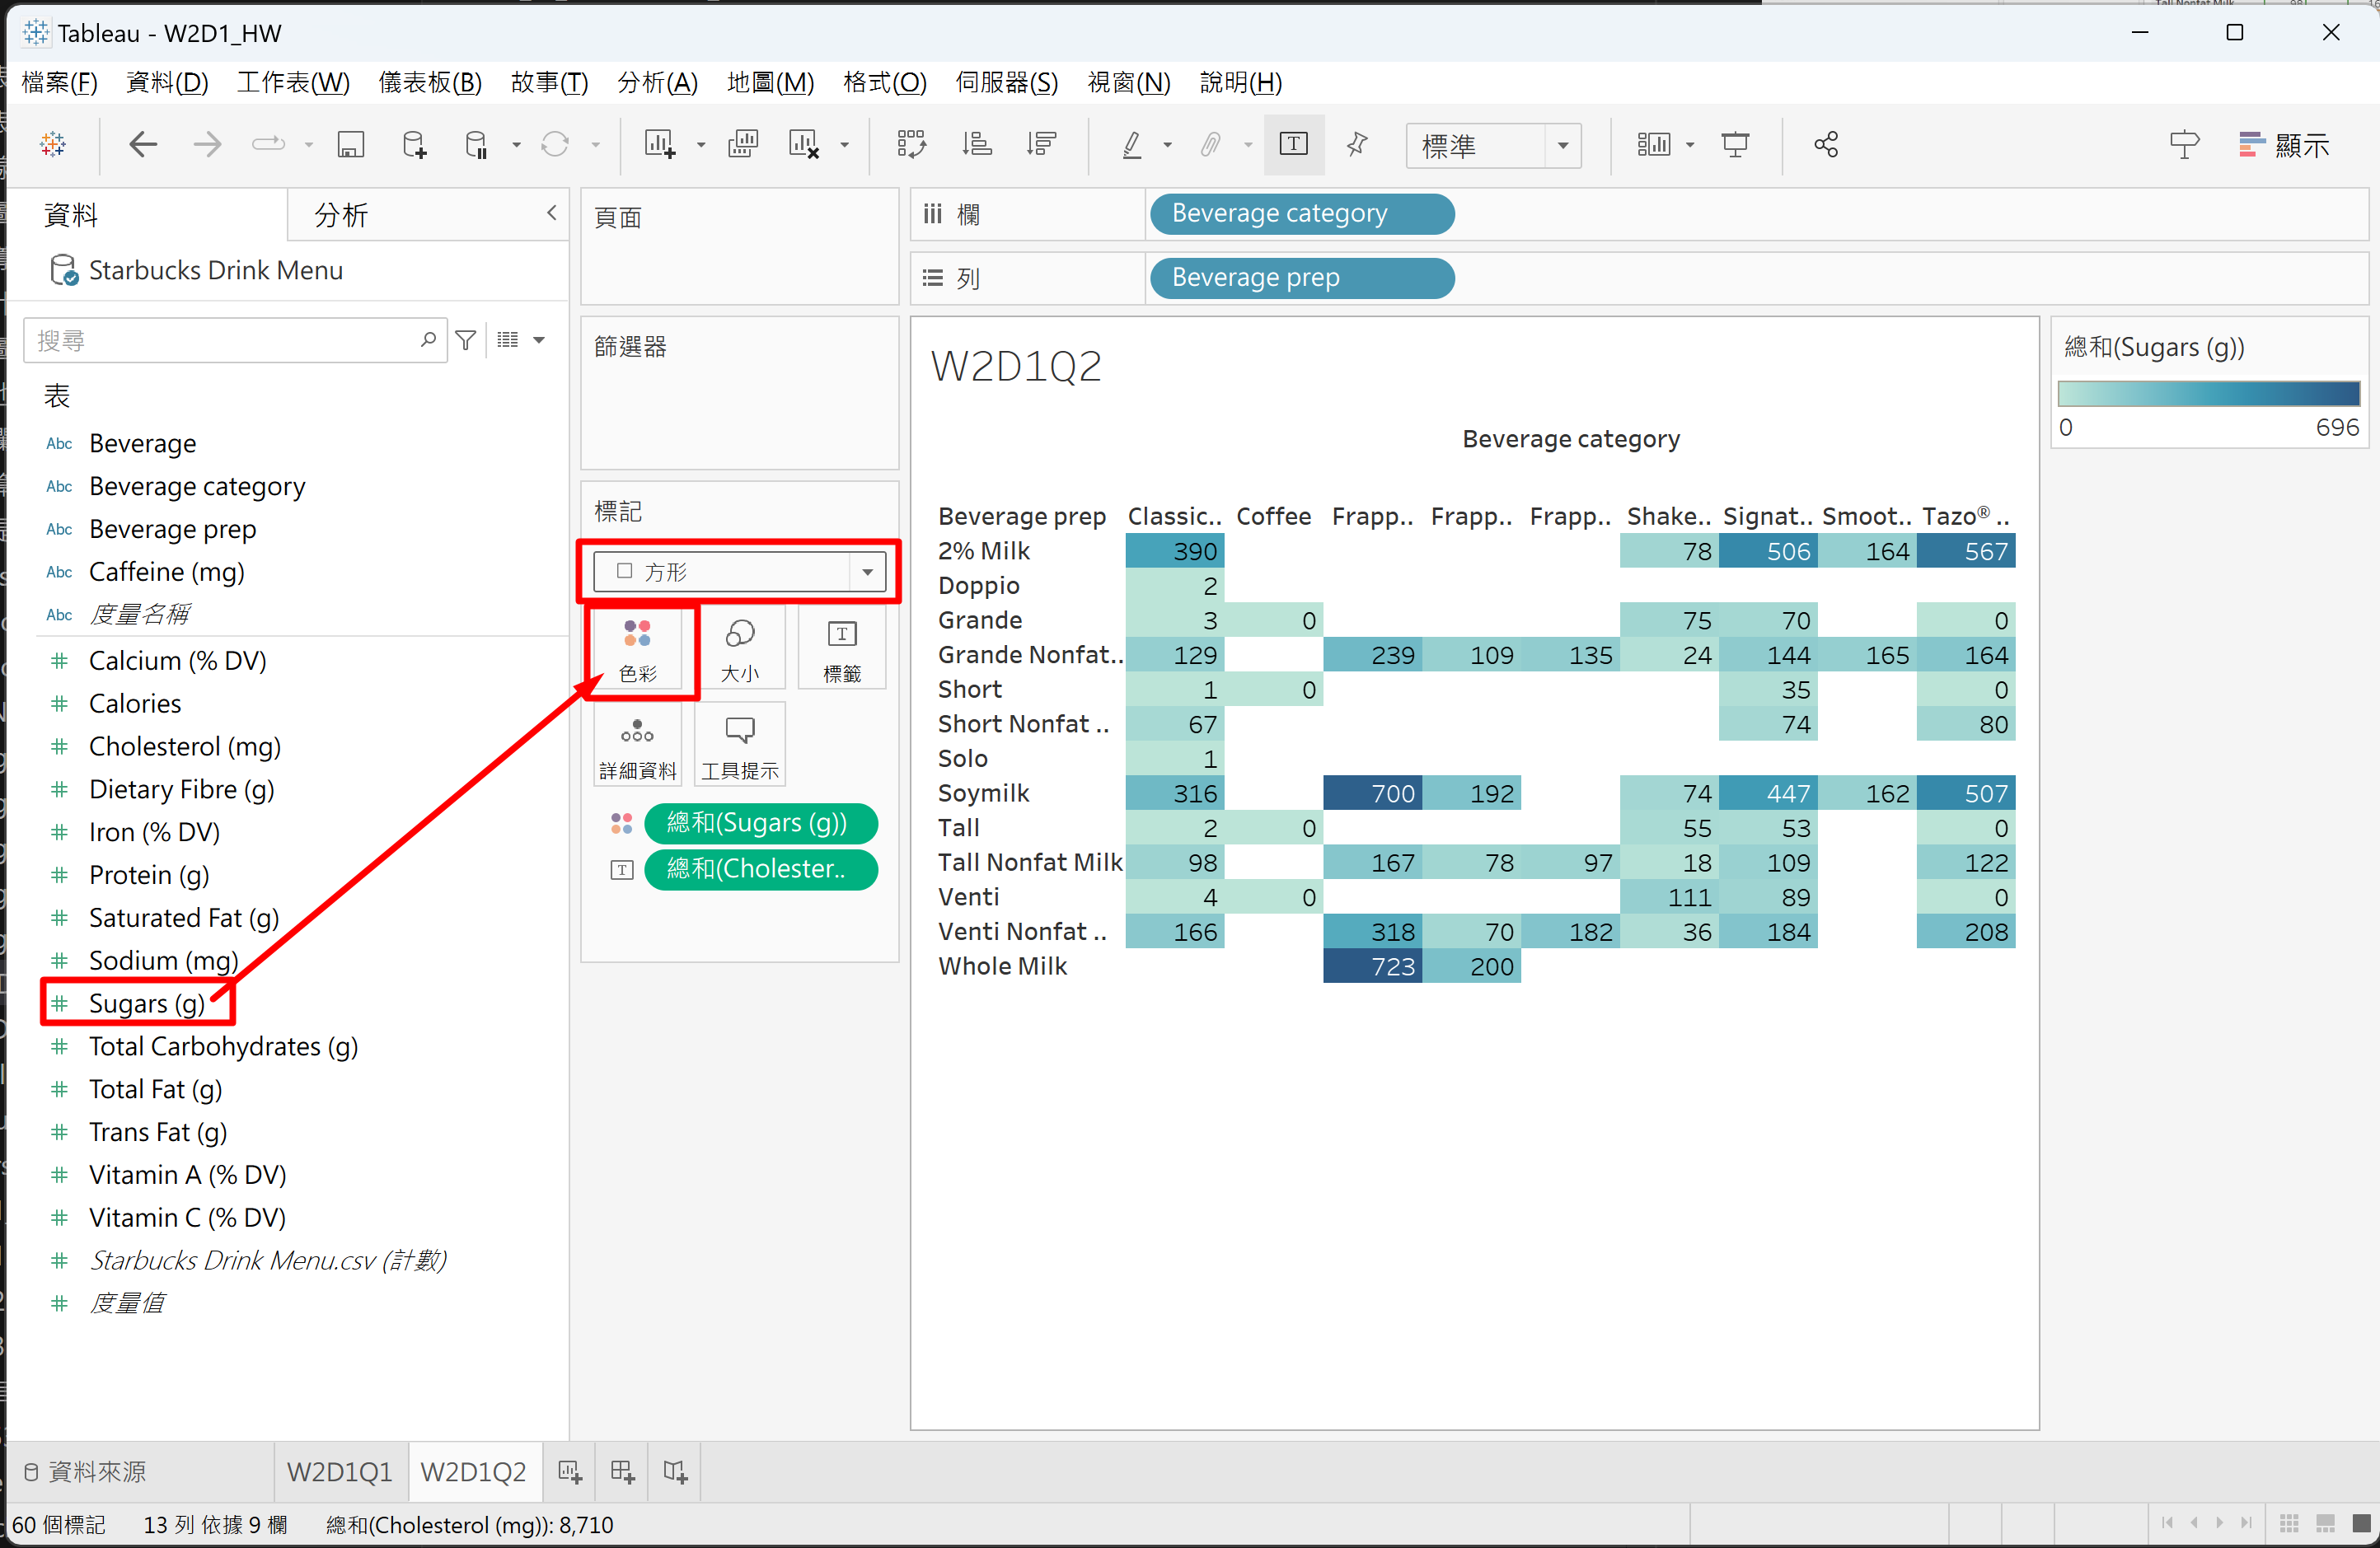 Tableau - W2D1_HW
檔案(F) 資料(D) 工作表(W) 儀表板(B) 故事(T) 分析(A) 地圖(M) 格式(O) 伺服器(S) 視窗(N) 說明(H)
標準
顯示
資料 分析
Starbucks Drink Menu
搜尋
表
Abc Beverage
Abc Beverage category
Abc Beverage prep
Abc Caffeine (mg)
Abc 度量名稱
# Calcium (% DV)
# Calories
# Cholesterol (mg)
# Dietary Fibre (g)
# Iron (% DV)
# Protein (g)
# Saturated Fat (g)
# Sodium (mg)
# Sugars (g)
# Total Carbohydrates (g)
# Total Fat (g)
# Trans Fat (g)
# Vitamin A (% DV)
# Vitamin C (% DV)
# Starbucks Drink Menu.csv (計數)
# 度量值
頁面
篩選器
標記
方形
色彩 大小 標籤
詳細資料 工具提示
總和(Sugars (g))
總和(Cholester..
欄 Beverage category
列 Beverage prep
W2D1Q2
Beverage category
Beverage prep Classic.. Coffee Frapp.. Frapp.. Frapp.. Shake.. Signat.. Smoot.. Tazo® ..
2% Milk 390 78 506 164 567
Doppio 2
Grande 3 0 75 70 0
Grande Nonfat.. 129 239 109 135 24 144 165 164
Short 1 0 35 0
Short Nonfat .. 67 74 80
Solo 1
Soymilk 316 700 192 74 447 162 507
Tall 2 0 55 53 0
Tall Nonfat Milk 98 167 78 97 18 109 122
Venti 4 0 111 89 0
Venti Nonfat .. 166 318 70 182 36 184 208
Whole Milk 723 200
總和(Sugars (g))
0 696
資料來源 W2D1Q1 W2D1Q2
60 個標記 13 列 依據 9 欄 總和(Cholesterol (mg)): 8,710